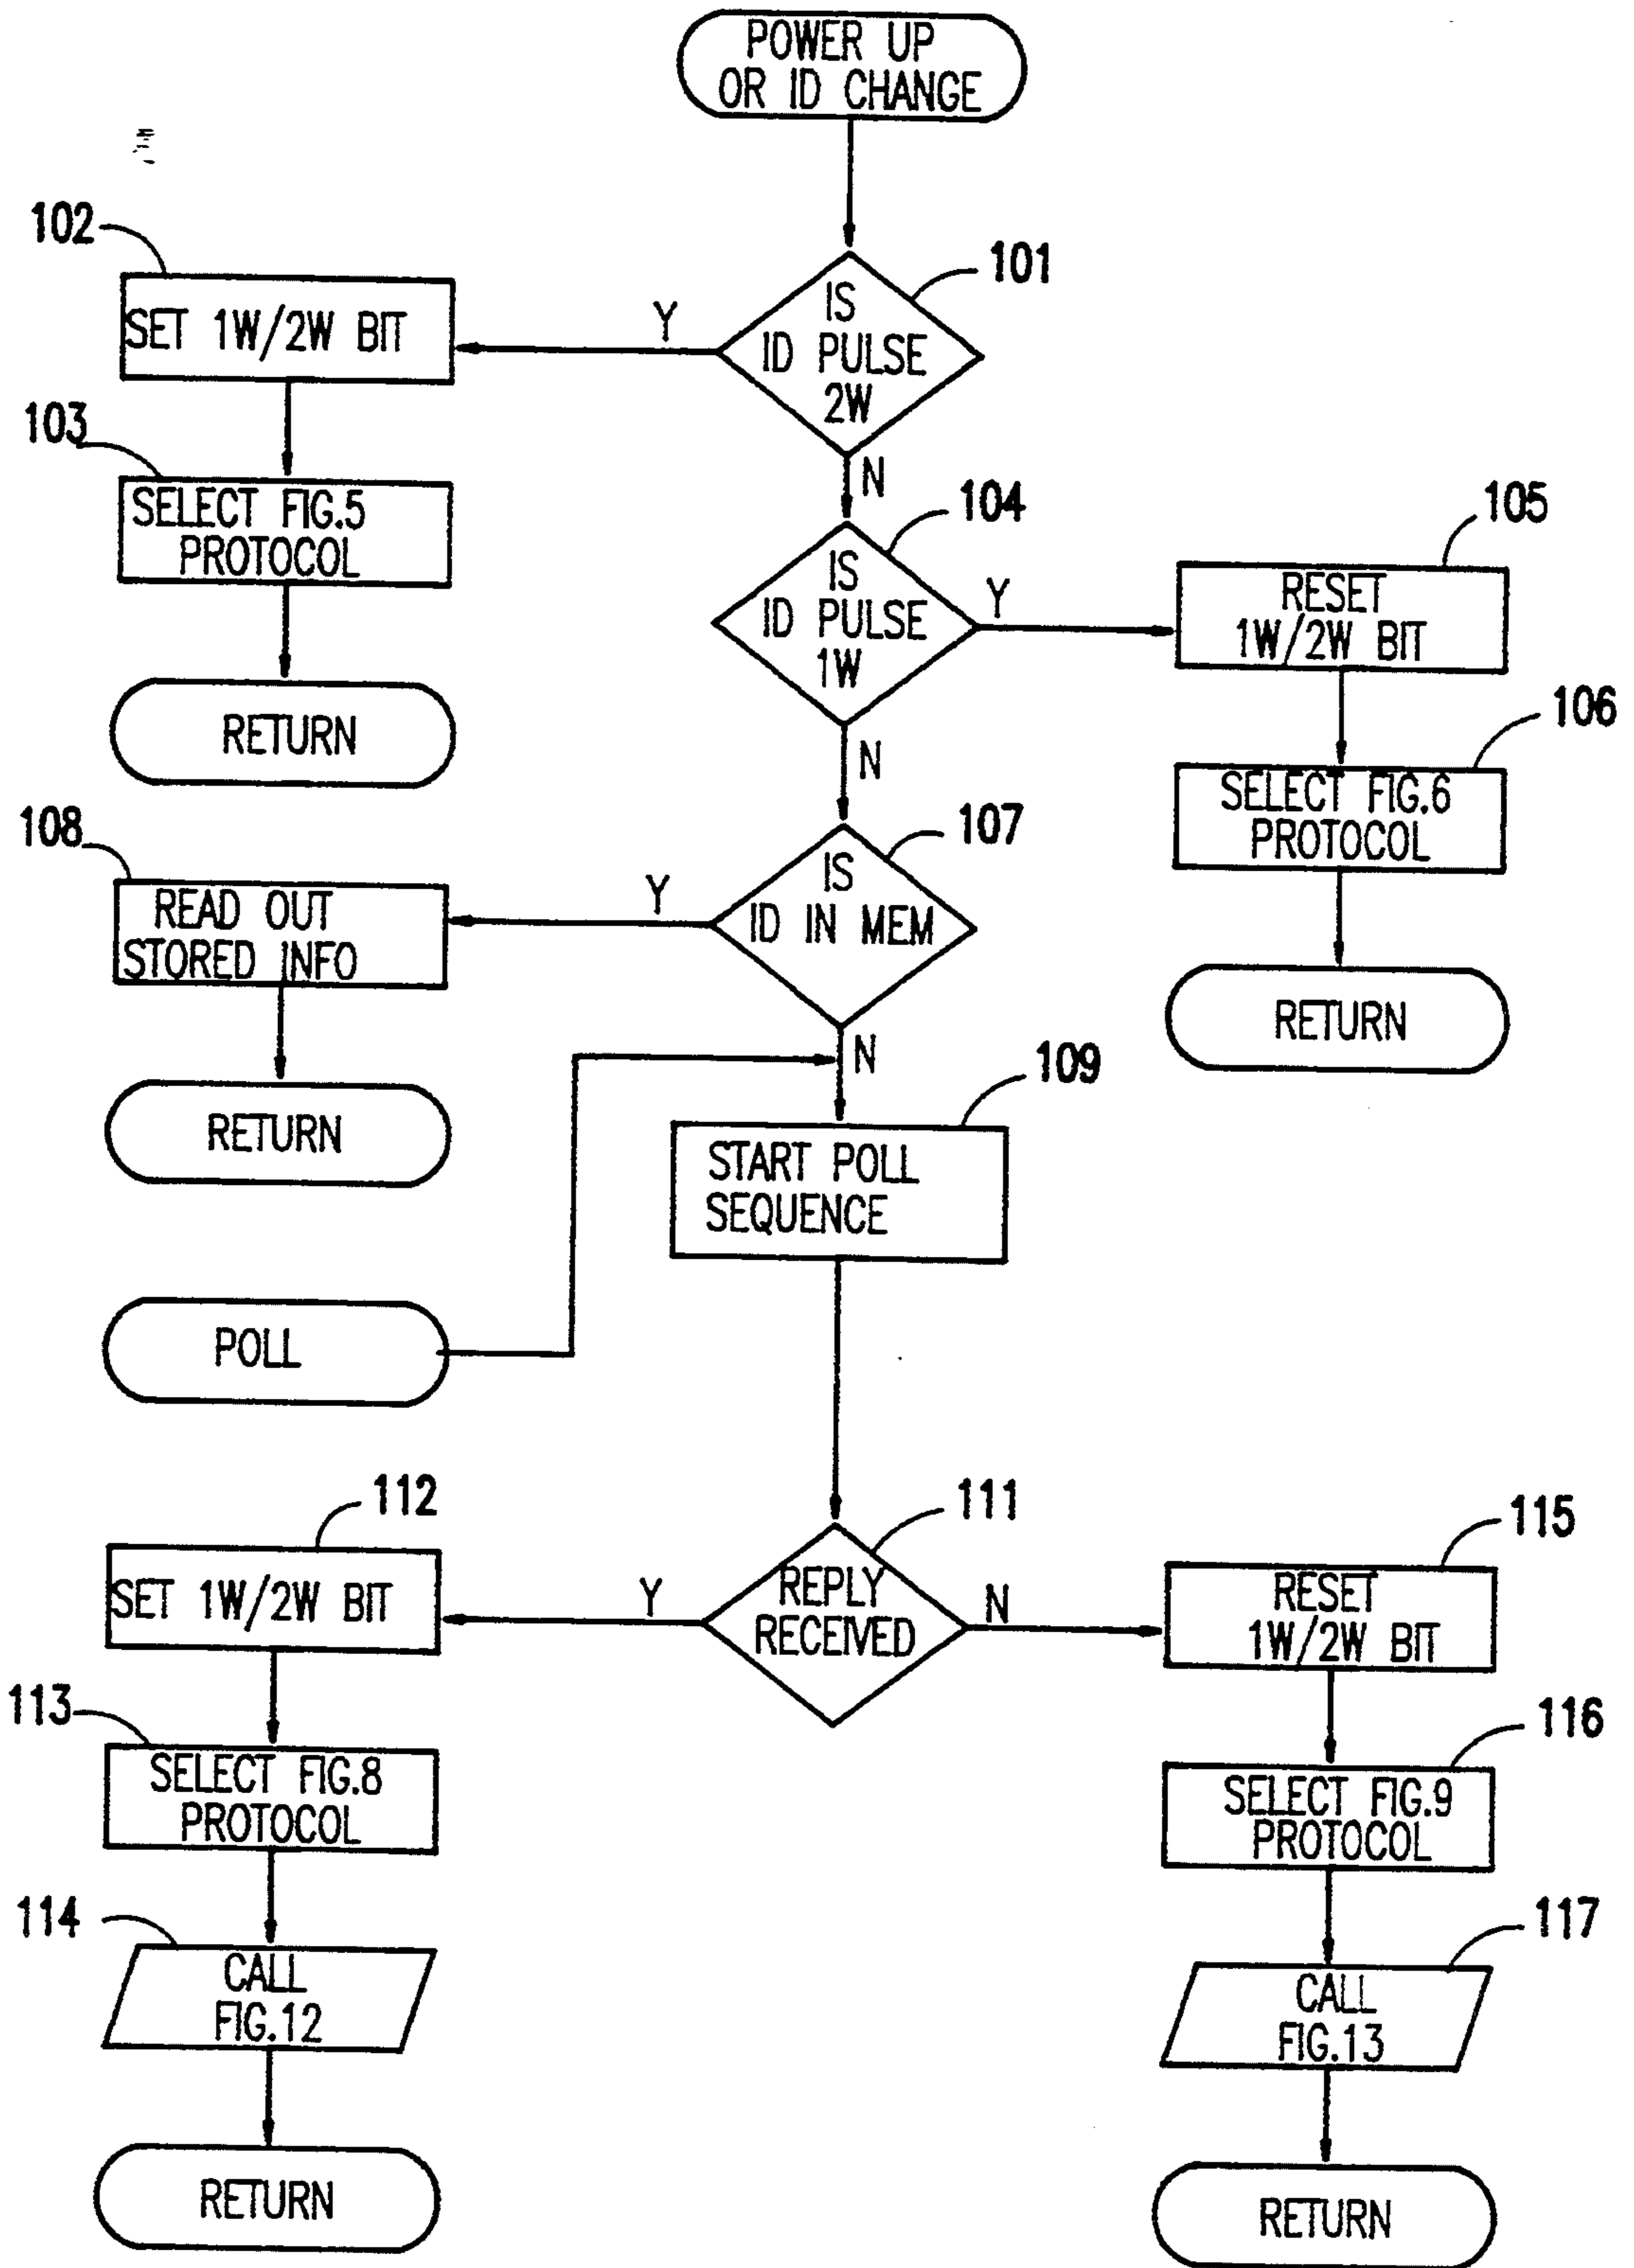 POWER UP
OR ID CHANGE
102
101
SET 1W/2W BIT
Y
IS
ID PULSE
2W
103
N
SELECT FIG.5
PROTOCOL
104
105
IS
ID PULSE
1W
Y
RESET
1W/2W BIT
RETURN
N
106
SELECT FIG.6
PROTOCOL
108
107
READ OUT
STORED INFO
Y
IS
ID IN MEM
RETURN
N
109
RETURN
START POLL
SEQUENCE
POLL
112
111
115
SET 1W/2W BIT
Y
REPLY
RECEIVED
N
RESET
1W/2W BIT
113
116
SELECT FIG.8
PROTOCOL
SELECT FIG.9
PROTOCOL
114
117
CALL
FIG.12
CALL
FIG.13
RETURN
RETURN